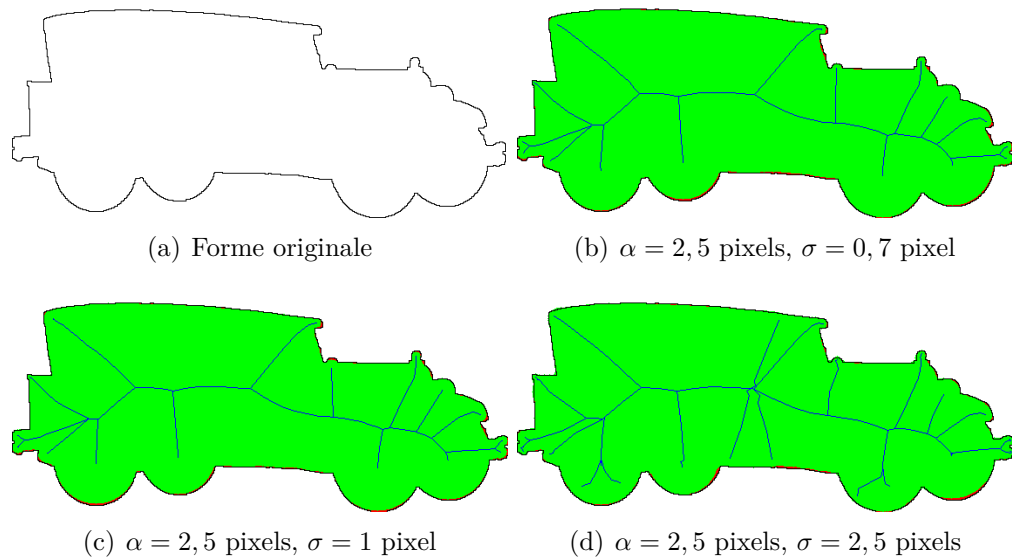 (a) Forme originale
(b) α = 2, 5 pixels, σ = 0, 7 pixel
(c) α = 2, 5 pixels, σ = 1 pixel
(d) α = 2, 5 pixels, σ = 2, 5 pixels